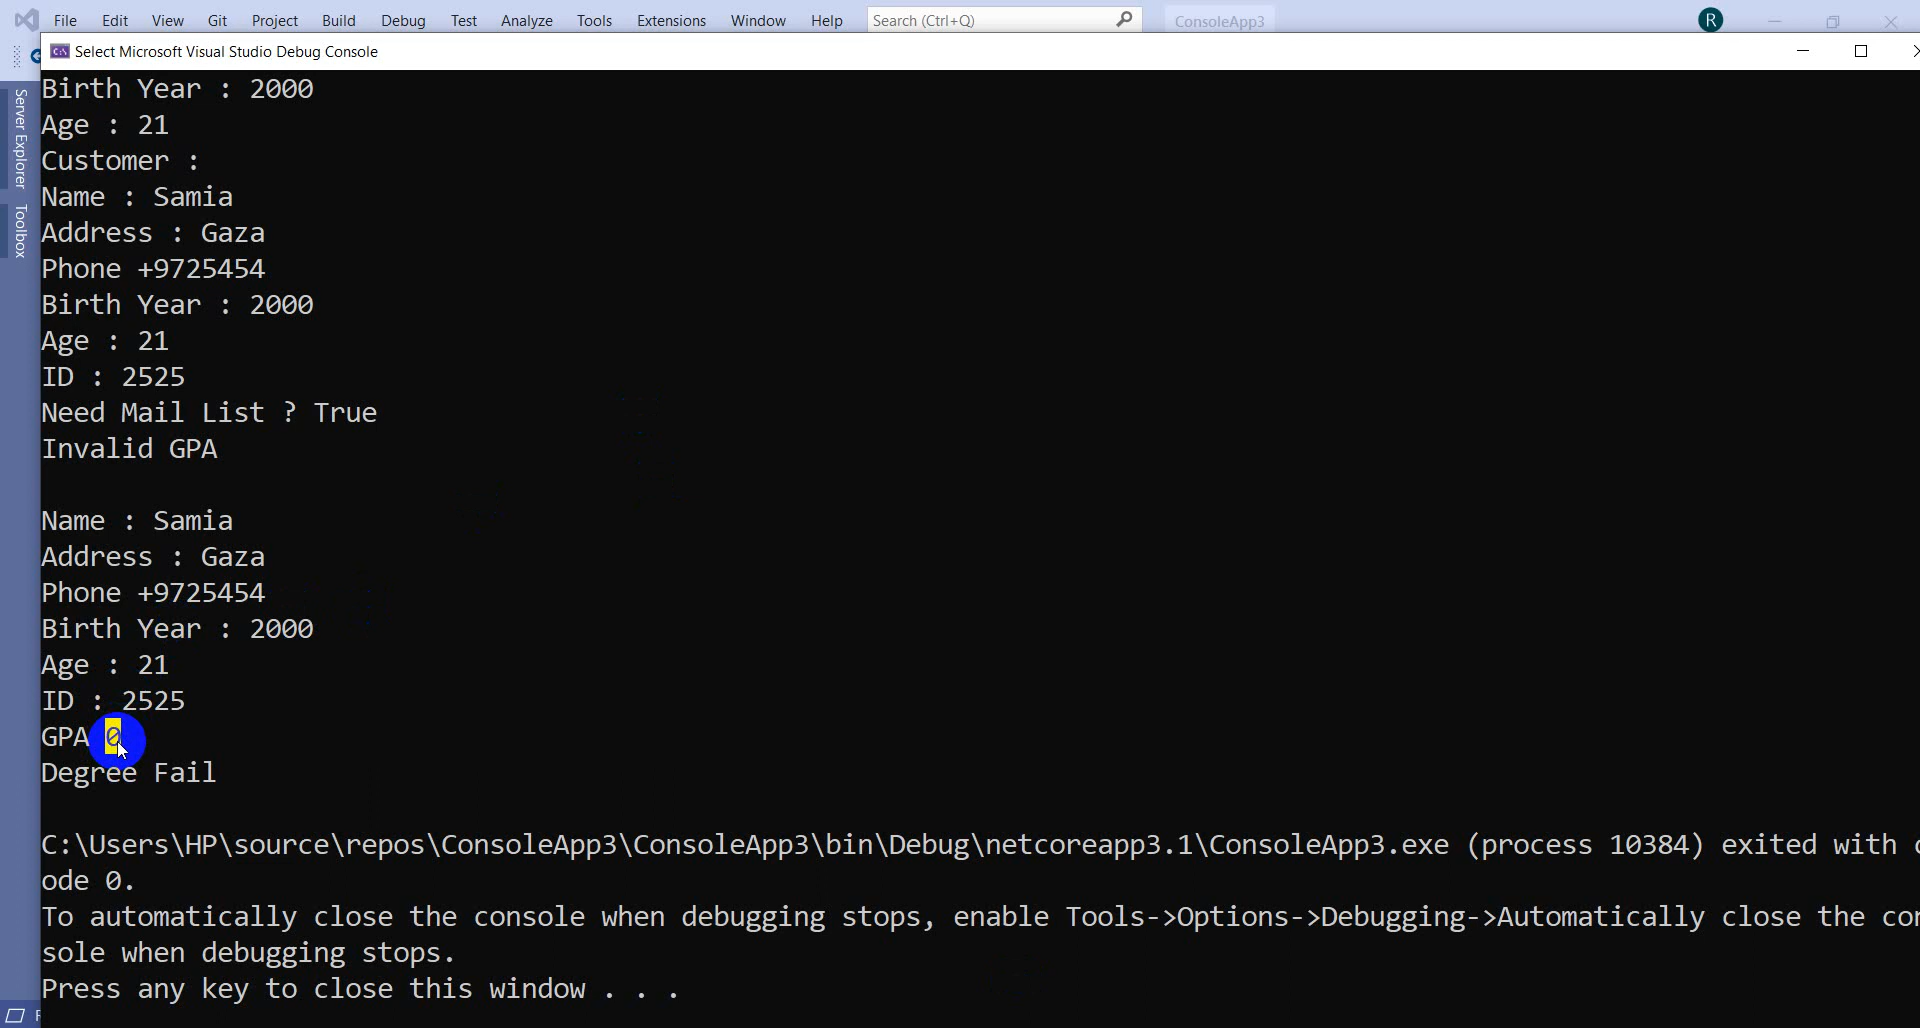 File Edit View Git Project Build Debug Test Analyze Tools Extensions Window Help Search (Ctrl+Q) ConsoleApp3 R
Select Microsoft Visual Studio Debug Console
Server Explorer
Toolbox
Birth Year : 2000
Age : 21
Customer :
Name : Samia
Address : Gaza
Phone +9725454
Birth Year : 2000
Age : 21
ID : 2525
Need Mail List ? True
Invalid GPA
Name : Samia
Address : Gaza
Phone +9725454
Birth Year : 2000
Age : 21
ID : 2525
GPA 0
Degree Fail
C:\Users\HP\source\repos\ConsoleApp3\ConsoleApp3\bin\Debug\netcoreapp3.1\ConsoleApp3.exe (process 10384) exited with c
ode 0.
To automatically close the console when debugging stops, enable Tools->Options->Debugging->Automatically close the con
sole when debugging stops.
Press any key to close this window . . .